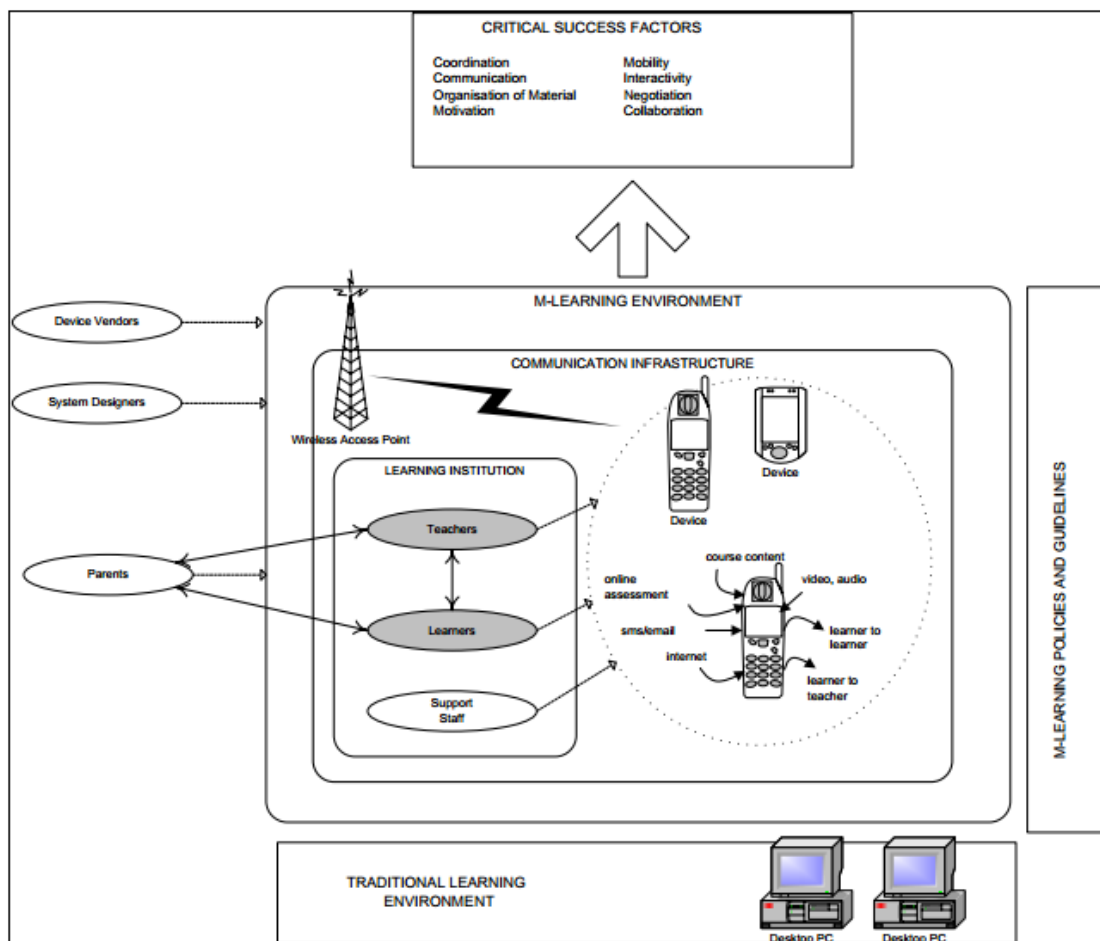 CRITICAL SUCCESS FACTORS
Coordination
Communication
Organisation of Material
Motivation
Mobility
Interactivity
Negotiation
Collaboration
M-LEARNING ENVIRONMENT
Device Vendors
System Designers
Parents
COMMUNICATION INFRASTRUCTURE
Wireless Access Point
LEARNING INSTITUTION
Teachers
Learners
Support
Staff
Device
Device
course content
video, audio
online
assessment
sms/email
internet
learner to
learner
learner to
teacher
M-LEARNING POLICIES AND GUIDELINES
TRADITIONAL LEARNING
ENVIRONMENT
Desktop PC
Desktop PC